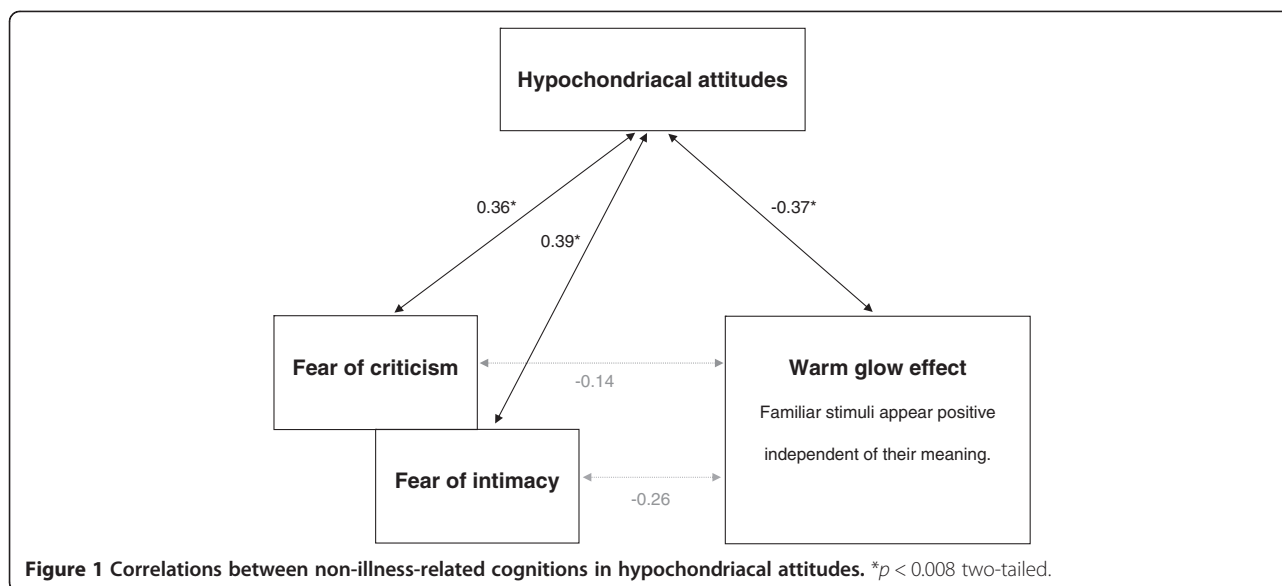 Hypochondriacal attitudes
0.36*
-0.37*
0.39*
Fear of criticism
-0.14
Warm glow effect
Familiar stimuli appear positive
independent of their meaning.
Fear of intimacy
-0.26
Figure 1 Correlations between non-illness-related cognitions in hypochondriacal attitudes. *p < 0.008 two-tailed.